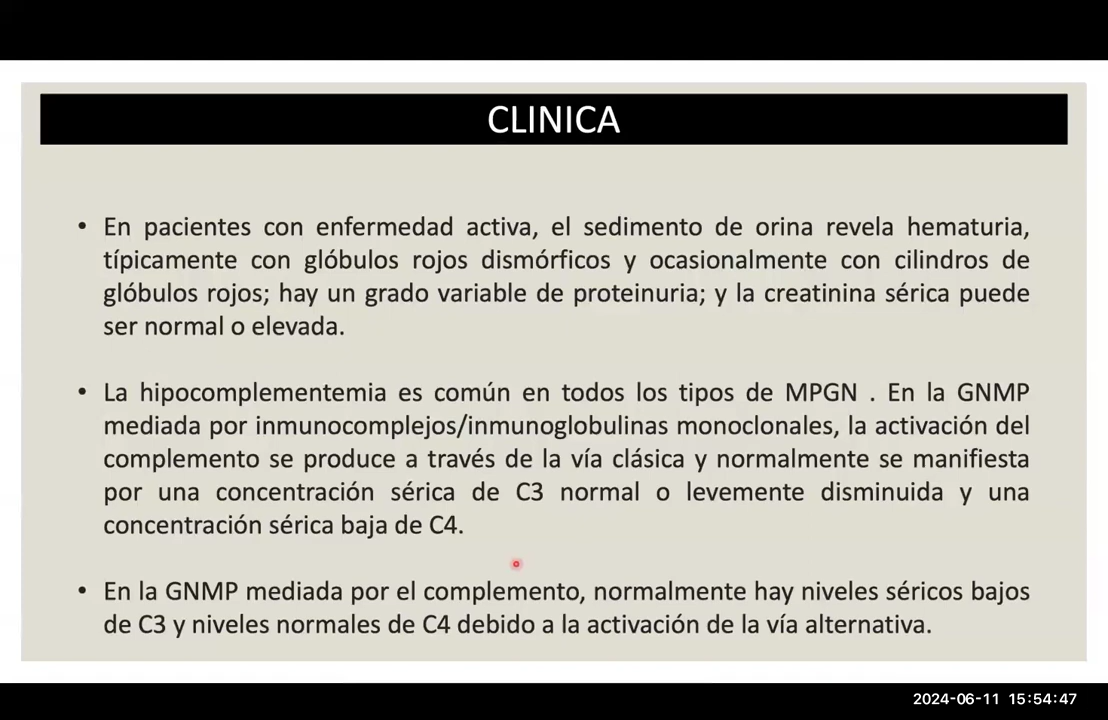 CLINICA
• En pacientes con enfermedad activa, el sedimento de orina revela hematuria,
típicamente con glóbulos rojos dismórficos y ocasionalmente con cilindros de
glóbulos rojos; hay un grado variable de proteinuria; y la creatinina sérica puede
ser normal o elevada.
• La hipocomplementemia es común en todos los tipos de MPGN . En la GNMP
mediada por inmunocomplejos/inmunoglobulinas monoclonales, la activación del
complemento se produce a través de la vía clásica y normalmente se manifiesta
por una concentración sérica de C3 normal o levemente disminuida y una
concentración sérica baja de C4.
• En la GNMP mediada por el complemento, normalmente hay niveles séricos bajos
de C3 y niveles normales de C4 debido a la activación de la vía alternativa.
2024-06-11 15:54:47